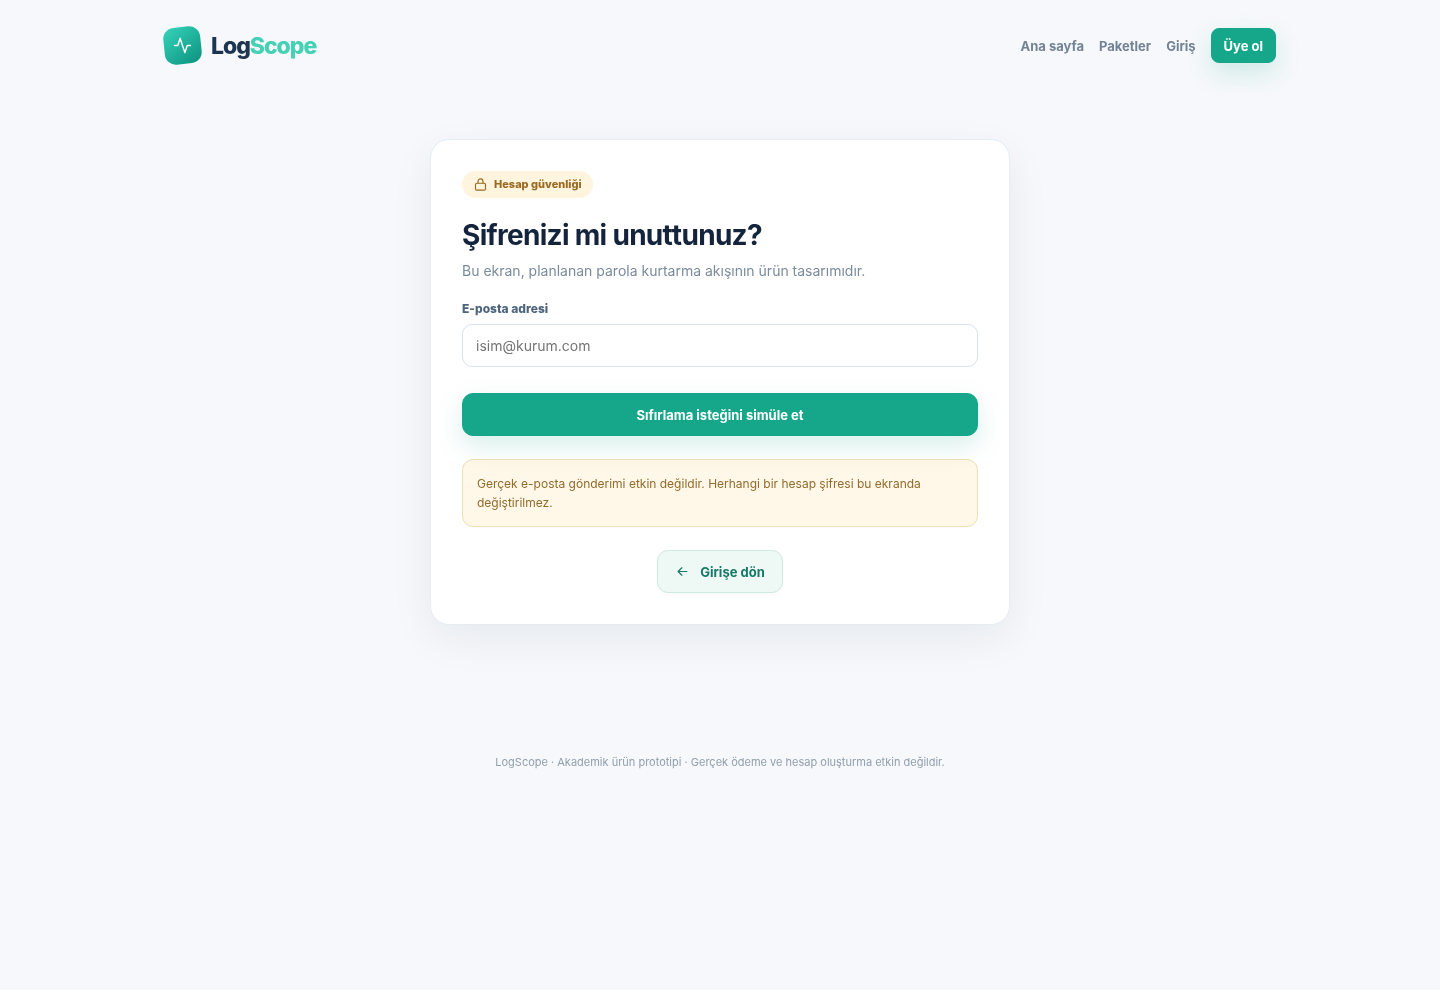 LogScope
Ana sayfa
Paketler
Giriş
Üye ol
Hesap güvenliği
Şifrenizi mi unuttunuz?
Bu ekran, planlanan parola kurtarma akışının ürün tasarımıdır.
E-posta adresi
isim@kurum.com
Sıfırlama isteğini simüle et
Gerçek e-posta gönderimi etkin değildir. Herhangi bir hesap şifresi bu ekranda
değiştirilmez.
← Girişe dön
LogScope · Akademik ürün prototipi · Gerçek ödeme ve hesap oluşturma etkin değildir.